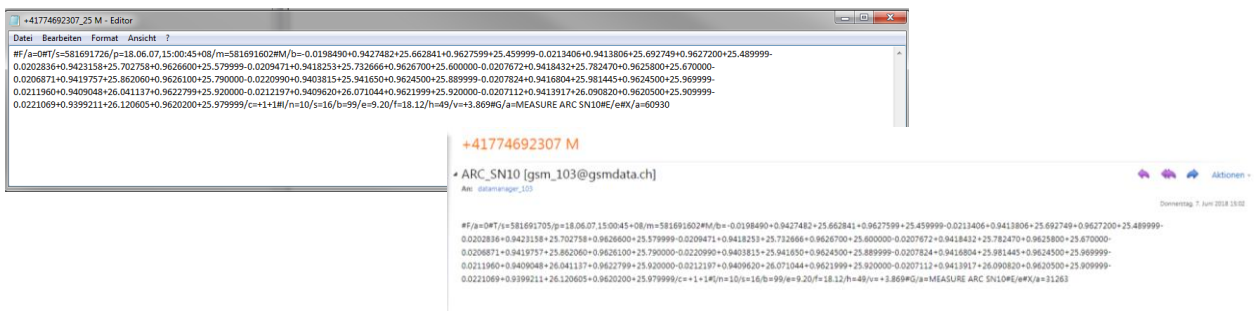 +41774692307_25 M - Editor
Datei Bearbeiten Format Ansicht ?
#F/a=0#T/s=581691726/p=18.06.07,15:00:45+08/m=581691602#M/b=-0.0198490+0.9427482+25.662841+0.9627599+25.459999-0.0213406+0.9413806+25.692749+0.9627200+25.489999-
0.0202836+0.9423158+25.702758+0.9626600+25.579999-0.0209471+0.9418253+25.732666+0.9626700+25.600000-0.0207672+0.9418432+25.782470+0.9625800+25.670000-
0.0206871+0.9419757+25.862060+0.9626100+25.790000-0.0220990+0.9403815+25.941650+0.9624500+25.889999-0.0207824+0.9416804+25.981445+0.9624500+25.969999-
0.0211960+0.9409048+26.041137+0.9622799+25.920000-0.0212197+0.9409620+26.071044+0.9621999+25.920000-0.0207112+0.9413917+26.090820+0.9620500+25.909999-
0.0221069+0.9399211+26.120605+0.9620200+25.979999/c=+1+1#I/n=10/s=16/b=99/e=9.20/f=18.12/h=49/v=+3.869#G/a=MEASURE ARC SN10#E/e#X/a=60930
+41774692307 M
ARC_SN10 [gsm_103@gsmdata.ch]
An: datamanager_103
Aktionen
Donnerstag, 7. Juni 2018 15:02
#F/a=0#T/s=581691705/p=18.06.07,15:00:45+08/m=581691602#M/b=-0.0198490+0.9427482+25.662841+0.9627599+25.459999-0.0213406+0.9413806+25.692749+0.9627200+25.489999-
0.0202836+0.9423158+25.702758+0.9626600+25.579999-0.0209471+0.9418253+25.732666+0.9626700+25.600000-0.0207672+0.9418432+25.782470+0.9625800+25.670000-
0.0206871+0.9419757+25.862060+0.9626100+25.790000-0.0220990+0.9403815+25.941650+0.9624500+25.889999-0.0207824+0.9416804+25.981445+0.9624500+25.969999-
0.0211960+0.9409048+26.041137+0.9622799+25.920000-0.0212197+0.9409620+26.071044+0.9621999+25.920000-0.0207112+0.9413917+26.090820+0.9620500+25.909999-
0.0221069+0.9399211+26.120605+0.9620200+25.979999/c=+1+1#I/n=10/s=16/b=99/e=9.20/f=18.12/h=49/v=+3.869#G/a=MEASURE ARC SN10#E/e#X/a=31263